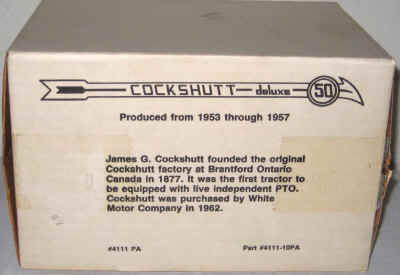 COCKSHUTT deluxe 50
Produced from 1953 through 1957
James G. Cockshutt founded the original
Cockshutt factory at Brantford Ontario
Canada in 1877. It was the first tractor to
be equipped with live independent PTO.
Cockshutt was purchased by White
Motor Company in 1962.
#4111 PA Part #4111-10PA